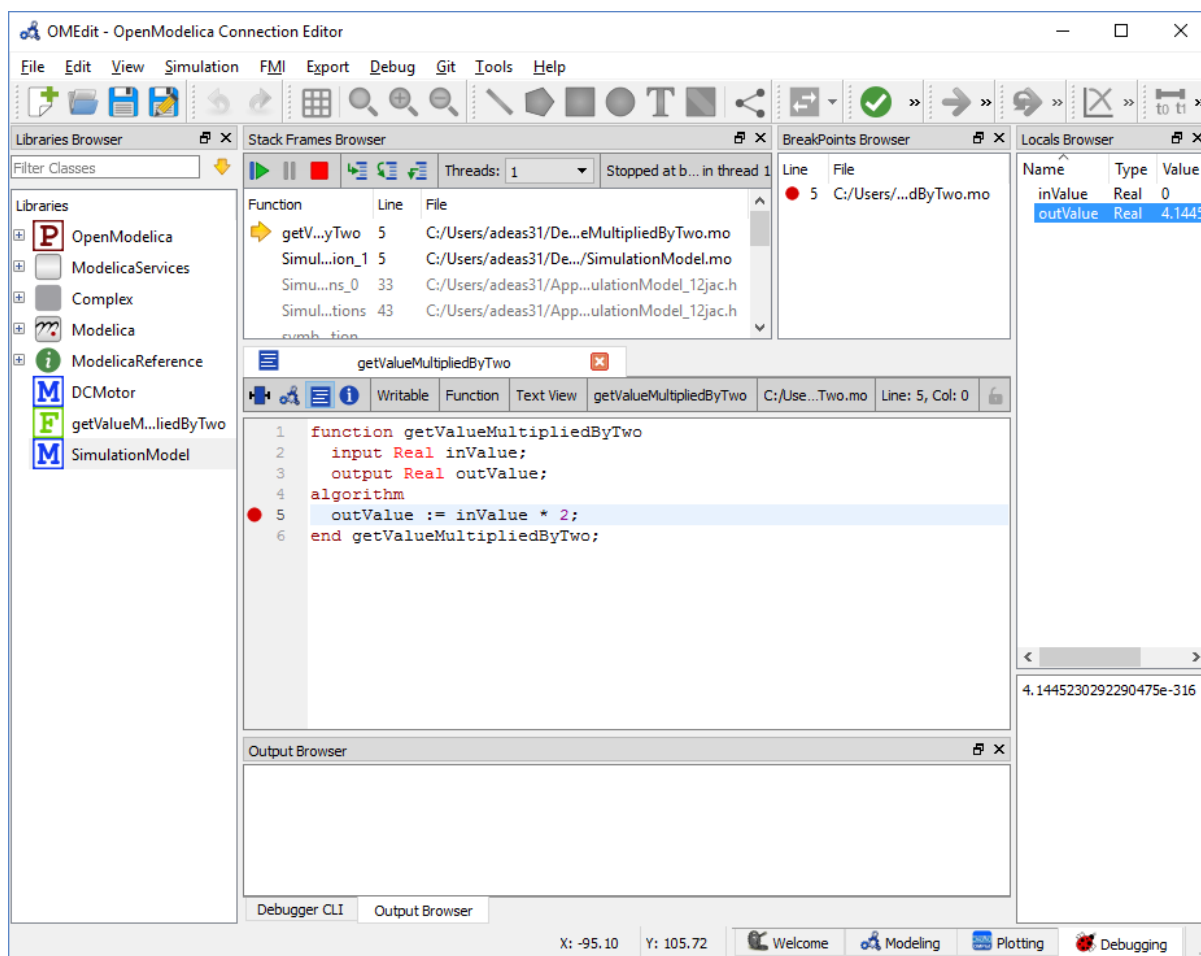 OMEdit - OpenModelica Connection Editor
File Edit View Simulation FMI Export Debug Git Tools Help
T » » » » t0 t1 »
Libraries Browser
Filter Classes
Libraries
P OpenModelica
ModelicaServices
Complex
Modelica
i ModelicaReference
M DCMotor
F getValueM...liedByTwo
M SimulationModel
Stack Frames Browser
Threads: 1 Stopped at b... in thread 1
Function Line File
getV...yTwo 5 C:/Users/adeas31/De...eMultipliedByTwo.mo
Simul...ion_1 5 C:/Users/adeas31/De.../SimulationModel.mo
Simu...ns_0 33 C:/Users/adeas31/App...ulationModel_12jac.h
Simul...tions 43 C:/Users/adeas31/App...ulationModel_12jac.h
symb...tion
BreakPoints Browser
Line File
5 C:/Users/...dByTwo.mo
Locals Browser
Name Type Value
inValue Real 0
outValue Real 4.1445
4.1445230292290475e-316
getValueMultipliedByTwo
i Writable Function Text View getValueMultipliedByTwo C:/Use...Two.mo Line: 5, Col: 0
1 function getValueMultipliedByTwo
2 input Real inValue;
3 output Real outValue;
4 algorithm
5 outValue := inValue * 2;
6 end getValueMultipliedByTwo;
Output Browser
Debugger CLI Output Browser
X: -95.10 Y: 105.72 Welcome Modeling Plotting Debugging